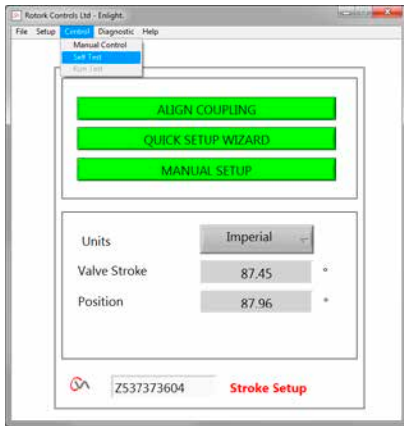 Rotork Controls Ltd - Enlight.
File Setup Control Diagnostic Help
Manual Control
Self Test
Run Test
ALIGN COUPLING
QUICK SETUP WIZARD
MANUAL SETUP
Units Imperial
Valve Stroke 87.45 °
Position 87.96 °
Z537373604 Stroke Setup